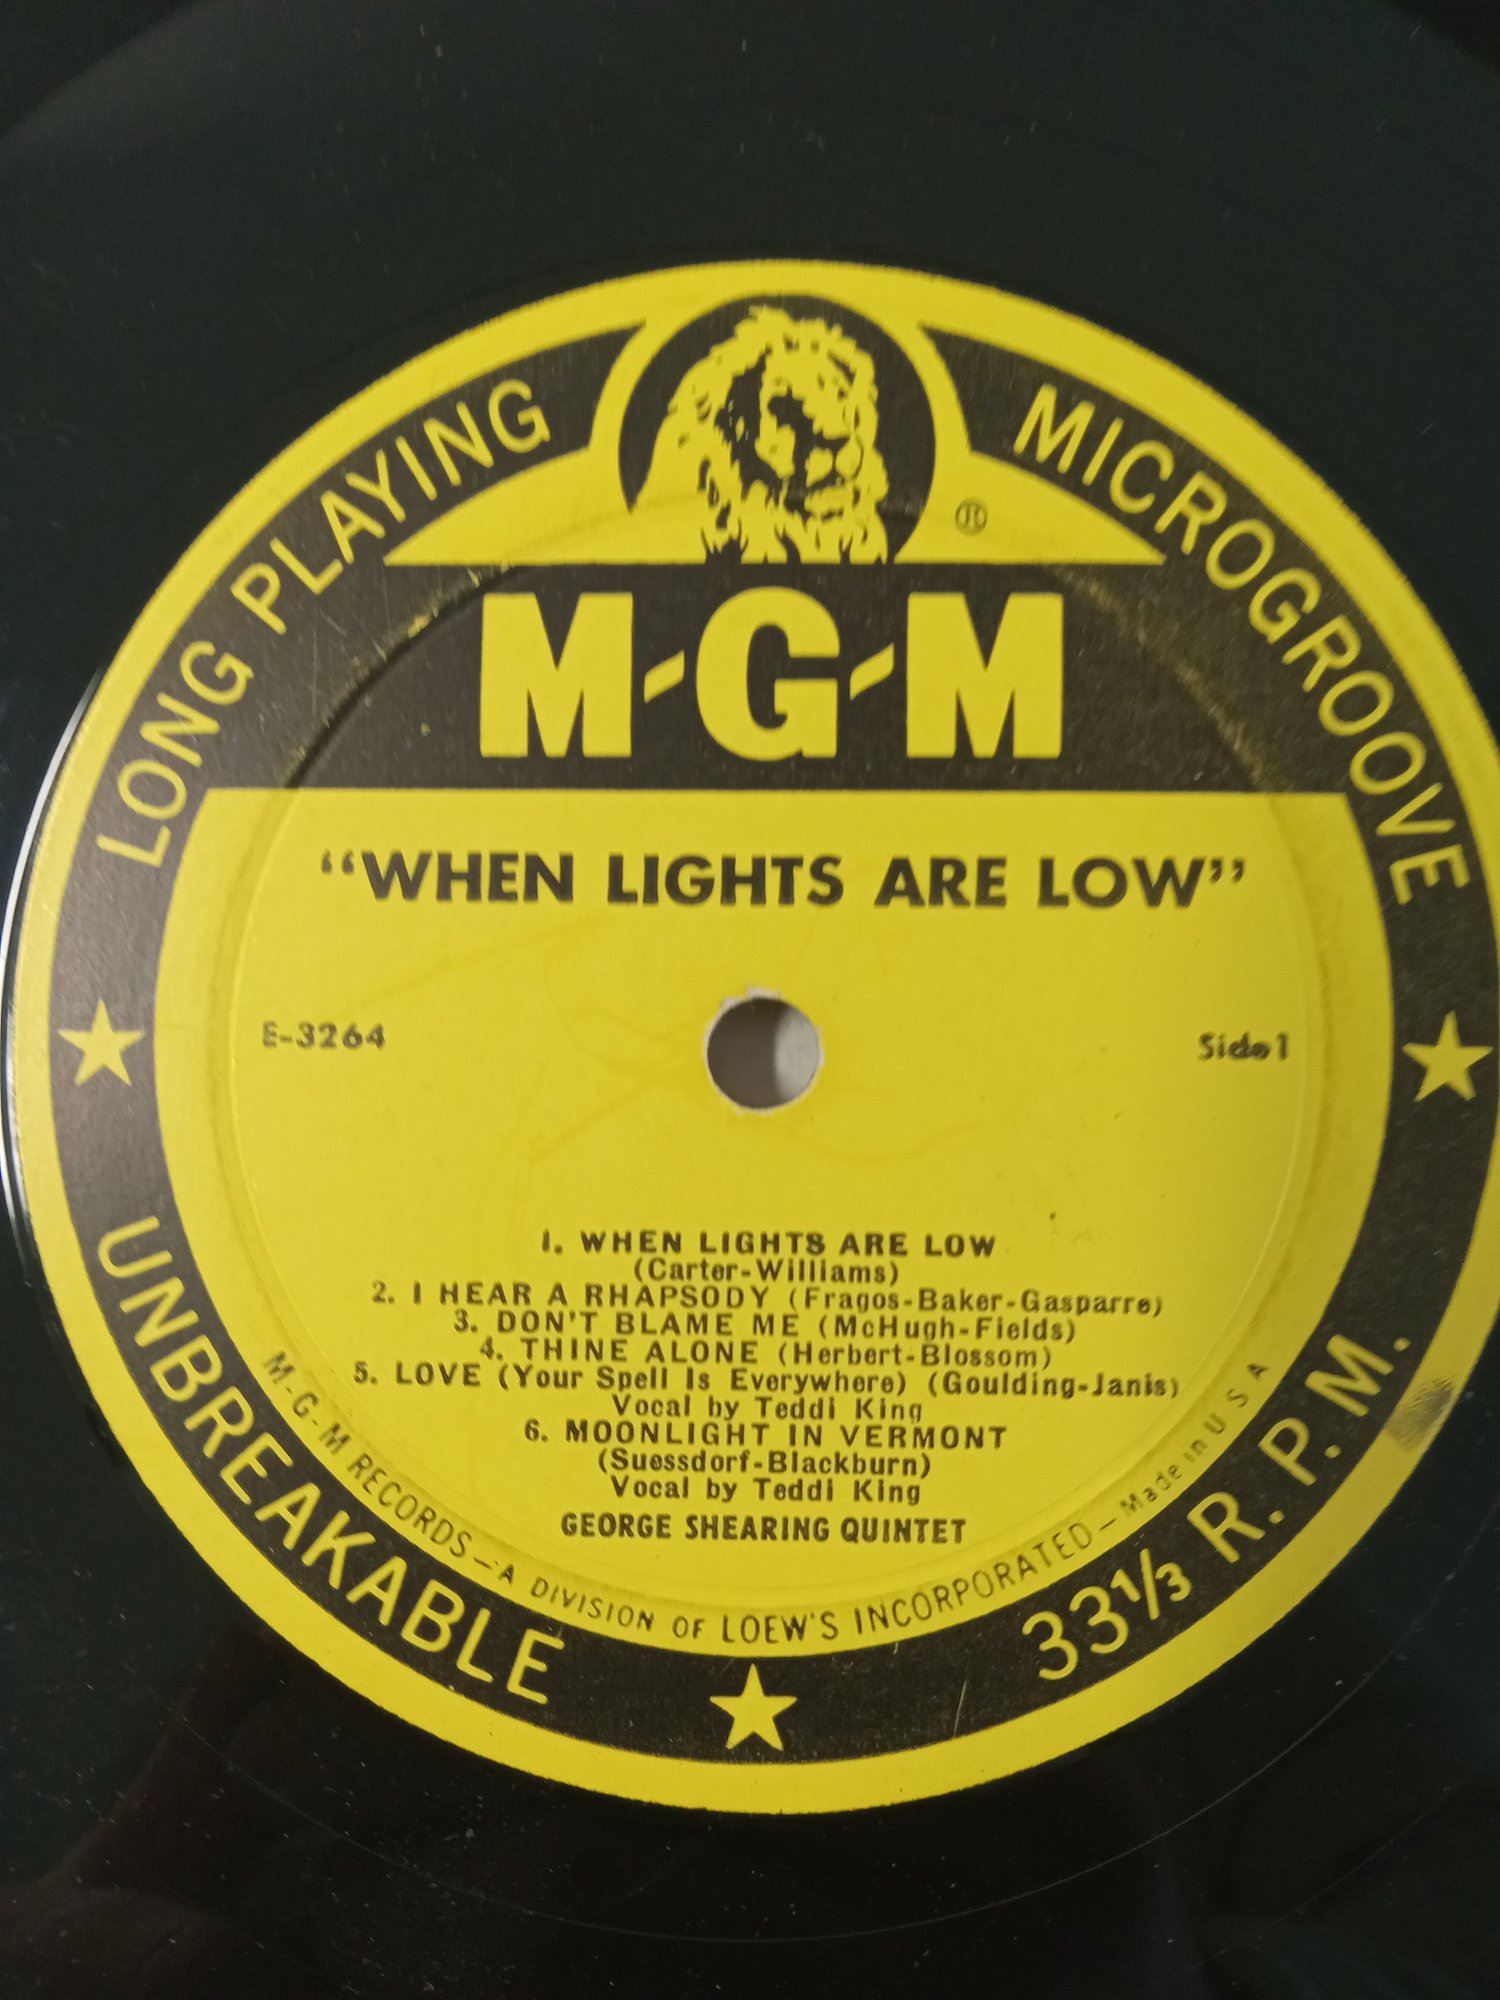 LONG PLAYING
MICROGROOVE
®
M-G-M
“WHEN LIGHTS ARE LOW”
E-3264
Side 1
1. WHEN LIGHTS ARE LOW
(Carter-Williams)
2. I HEAR A RHAPSODY (Fragos-Baker-Gasparre)
3. DON'T BLAME ME (McHugh-Fields)
4. THINE ALONE (Herbert-Blossom)
5. LOVE (Your Spell Is Everywhere) (Goulding-Janis)
Vocal by Teddi King
6. MOONLIGHT IN VERMONT
(Suessdorf-Blackburn)
Vocal by Teddi King
GEORGE SHEARING QUINTET
M-G-M RECORDS — A DIVISION OF LOEW'S INCORPORATED — Made in U S A
UNBREAKABLE
33⅓ R. P. M.